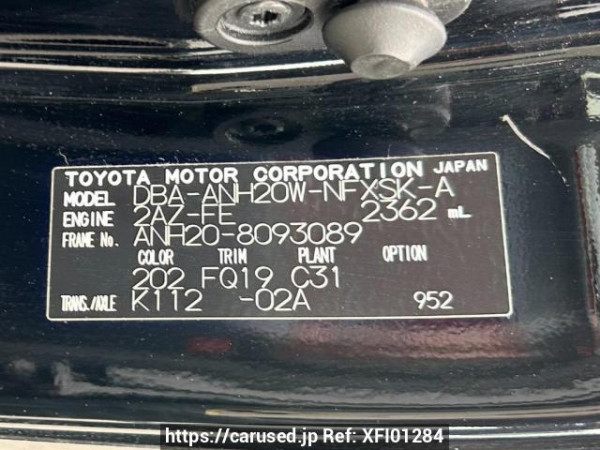 TOYOTA MOTOR CORPORATION JAPAN
MODEL DBA-ANH20W-NFXSK-A
ENGINE 2AZ-FE 2362 mL
FRAME No. ANH20-8093089
COLOR TRIM PLANT OPTION
202 FQ19 C31
TRANS./AXLE K112 -02A 952
https://carused.jp Ref: XFI01284